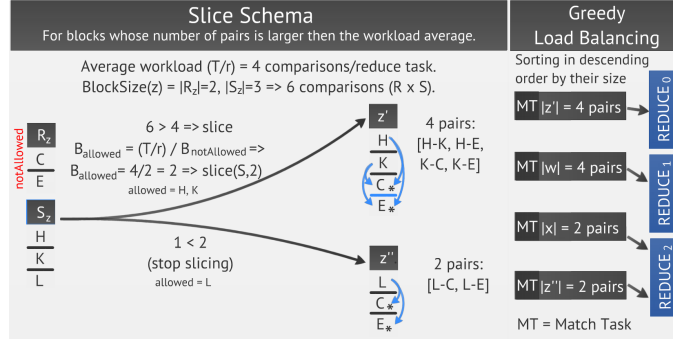 Slice Schema
For blocks whose number of pairs is larger then the workload average.
Average workload (T/r) = 4 comparisons/reduce task.
BlockSize(z) = |Rz|=2, |Sz|=3 => 6 comparisons (R x S).
notAllowed
Rz
C
E
Sz
H
K
L
6 > 4 => slice
Ballowed = (T/r) / BnotAllowed =>
Ballowed= 4/2 = 2 => slice(S,2)
allowed = H, K
1 < 2
(stop slicing)
allowed = L
z'
H
K
C*
E*
4 pairs:
[H-K, H-E,
K-C, K-E]
z''
L
C*
E*
2 pairs:
[L-C, L-E]
Greedy
Load Balancing
Sorting in descending
order by their size
MT |z'| = 4 pairs
MT |w| = 4 pairs
MT |x| = 2 pairs
MT |z''| = 2 pairs
REDUCE 0
REDUCE 1
REDUCE 2
MT = Match Task